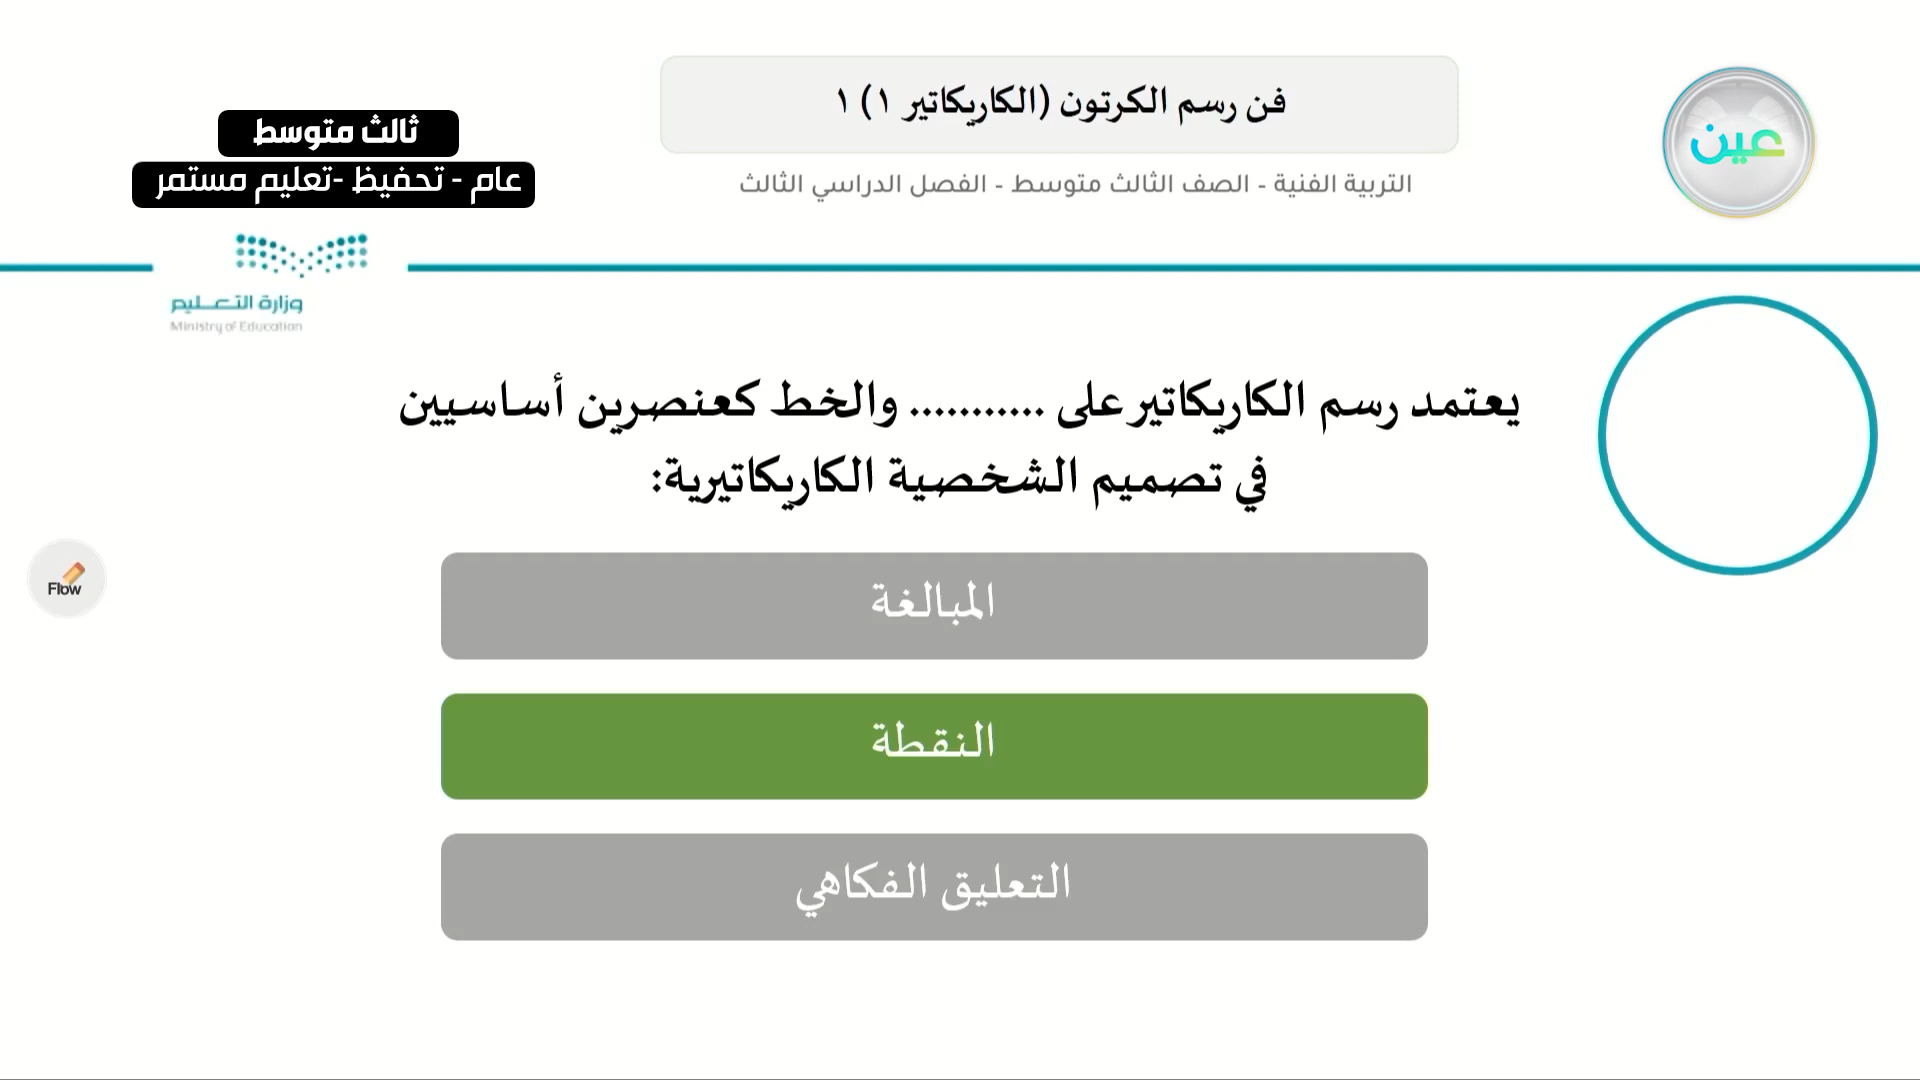 فن رسم الكرتون (الكاريكاتير ١) ١
التربية الفنية - الصف الثالث متوسط - الفصل الدراسي الثالث
عين
ثالث متوسط
عام - تحفيظ -تعليم مستمر
وزارة التعليم
Ministry of Education
يعتمد رسم الكاريكاتير على ........... والخط كعنصرين أساسيين
في تصميم الشخصية الكاريكاتيرية:
المبالغة
النقطة
التعليق الفكاهي
Flow